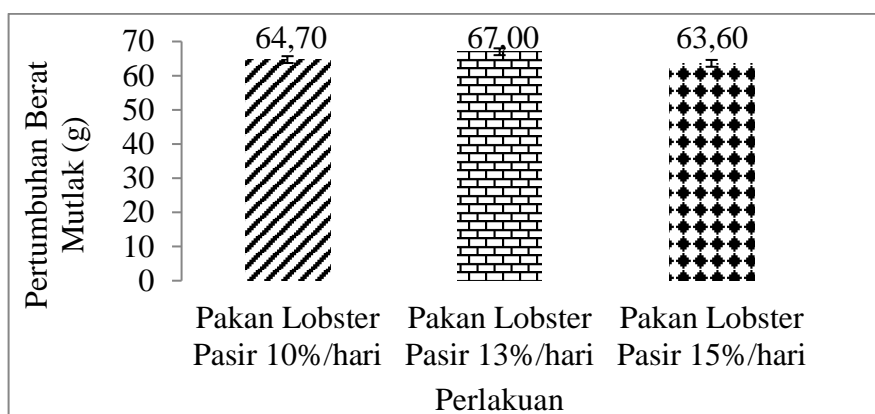 Pertumbuhan Berat
Mutlak (g)
70
60
50
40
30
20
10
0
64,70
67,00
63,60
Pakan Lobster
Pasir 10%/hari
Pakan Lobster
Pasir 13%/hari
Pakan Lobster
Pasir 15%/hari
Perlakuan